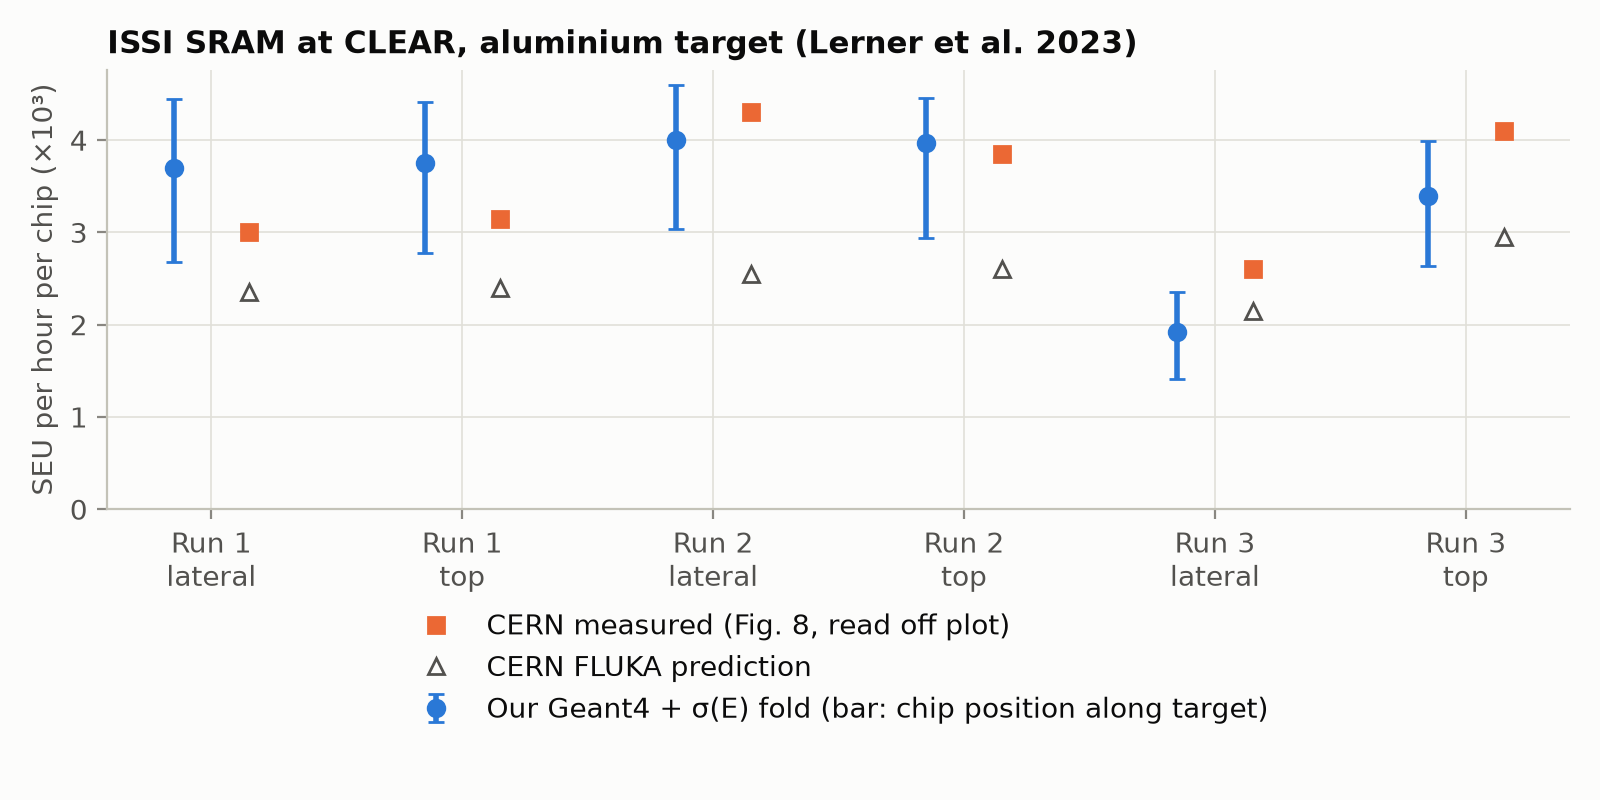 ISSI SRAM at CLEAR, aluminium target (Lerner et al. 2023)
SEU per hour per chip (×10³)
4
3
2
1
0
Run 1 lateral
Run 1 top
Run 2 lateral
Run 2 top
Run 3 lateral
Run 3 top
CERN measured (Fig. 8, read off plot)
CERN FLUKA prediction
Our Geant4 + σ(E) fold (bar: chip position along target)